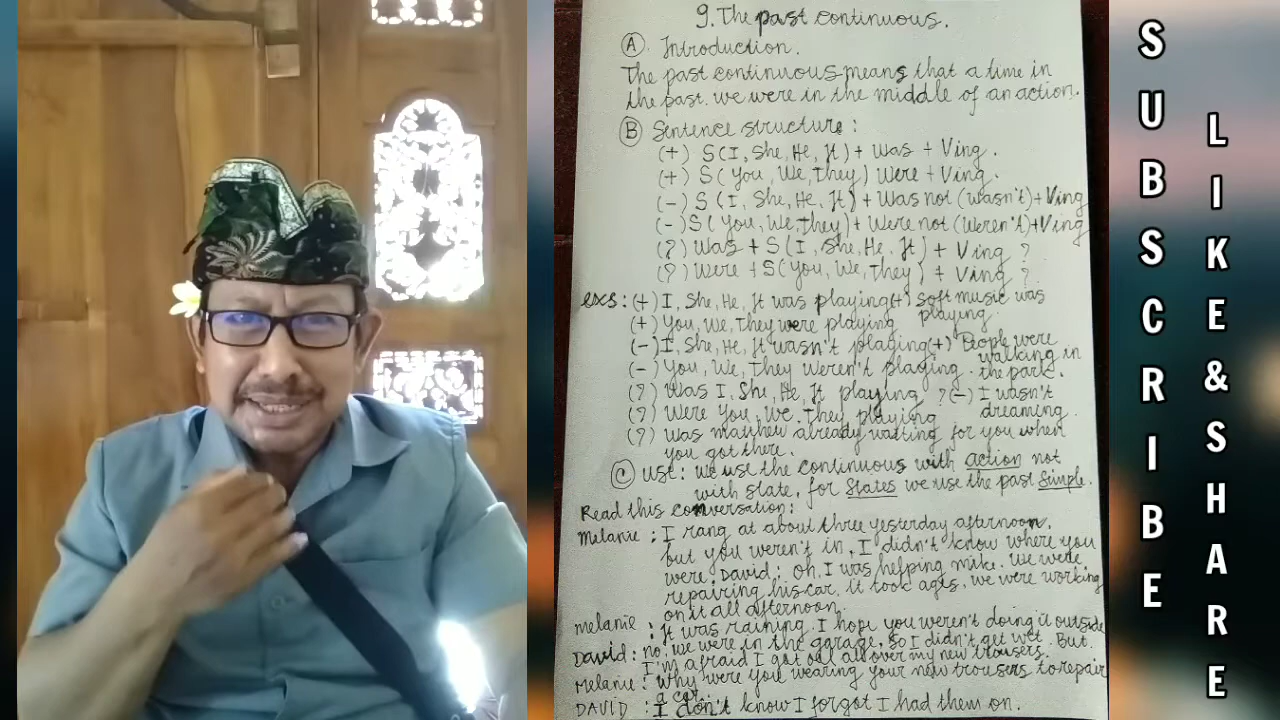 9. The past continuous.
(A). Introduction.
The past continuous means that a time in
the past. we were in the middle of an action.
(B) Sentence structure:
(+) S(I, She, He, It) + Was + Ving.
(+) S(You, We, They) Were + Ving.
(-) S (I, She, He, It) + Was not (wasn't) + Ving
(-) S(You, We, They) + Were not (Weren't) + Ving
(?) Was + S(I, She, He, It) + Ving ?
(?) Were + S(You, We, They) + Ving ?
exs: (+) I, She, He, It was playing (+) Soft music was
playing.
(+) You, We, They were playing
(-) I, She, He, It wasn't playing (+) People were
walking in
the park.
(-) You, We, They weren't playing.
(?) Was I, She, He, It playing ? (-) I wasn't
dreaming.
(?) Were You, We, They playing
(?) Was matthew already waiting for you when
you got there.
(C) Use: We use the continuous with action not
with state, for States we use the past Simple.
Read this conversation:
Melanie : I rang at about three yesterday afternoon,
but you weren't in, I didn't know where you
were. David: oh, I was helping mike. We were
repairing his car, It took ages, we were working
on it all afternoon.
melanie : It was raining. I hope you weren't doing it outside
David : no, we were in the garage. So I didn't get wet. But
I'm afraid I got oil all over my new trousers.
Melanie : Why were you wearing your new trousers to repair
a car
DAVID : I don't know I forgot I had them on.
SUBSCRIBE
LIKE & SHARE